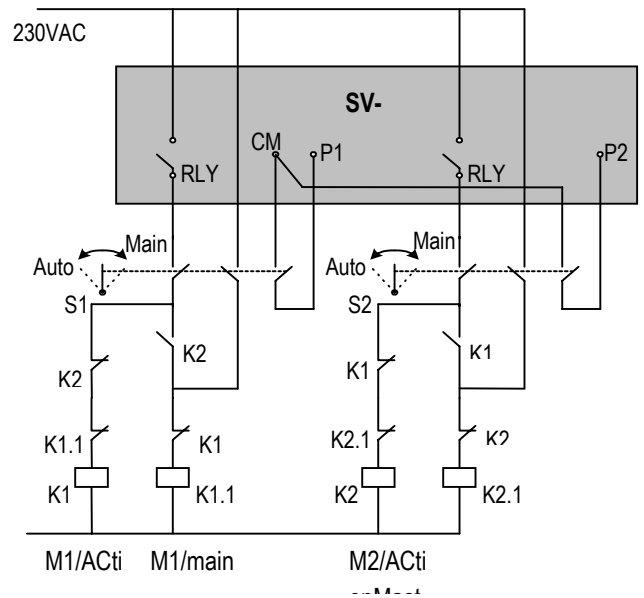 230VAC
SV-
CM P1 P2
RLY RLY
Main Main
Auto Auto
S1 S2
K2 K1
K2 K1
K1.1 K1 K2.1 K2
K1 K1.1 K2 K2.1
M1/ACti M1/main M2/ACti